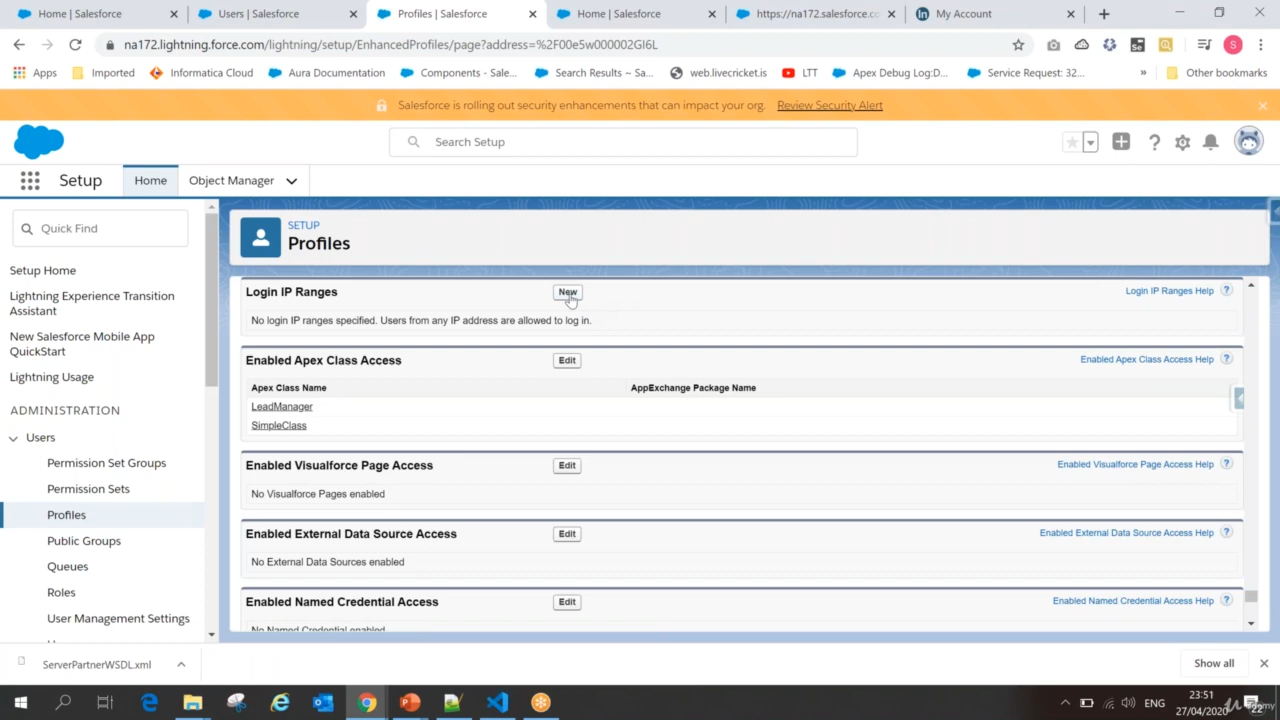 Home | Salesforce
Users | Salesforce
Profiles | Salesforce
Home | Salesforce
https://na172.salesforce.co
My Account
na172.lightning.force.com/lightning/setup/EnhancedProfiles/page?address=%2F00e5w000002GI6L
Apps
Imported
Informatica Cloud
Aura Documentation
Components - Sale...
Search Results ~ Sa...
web.livecricket.is
LTT
Apex Debug Log:D...
Service Request: 32...
»
Other bookmarks
Salesforce is rolling out security enhancements that can impact your org. Review Security Alert
Search Setup
Setup
Home
Object Manager
Quick Find
Setup Home
Lightning Experience Transition
Assistant
New Salesforce Mobile App
QuickStart
Lightning Usage
ADMINISTRATION
Users
Permission Set Groups
Permission Sets
Profiles
Public Groups
Queues
Roles
User Management Settings
SETUP
Profiles
Login IP Ranges
New
Login IP Ranges Help ?
No login IP ranges specified. Users from any IP address are allowed to log in.
Enabled Apex Class Access
Edit
Enabled Apex Class Access Help ?
Apex Class Name
AppExchange Package Name
LeadManager
SimpleClass
Enabled Visualforce Page Access
Edit
Enabled Visualforce Page Access Help ?
No Visualforce Pages enabled
Enabled External Data Source Access
Edit
Enabled External Data Source Access Help ?
No External Data Sources enabled
Enabled Named Credential Access
Edit
Enabled Named Credential Access Help ?
No Named Credential enabled
ServerPartnerWSDL.xml
Show all
ENG
23:51
27/04/2020
22